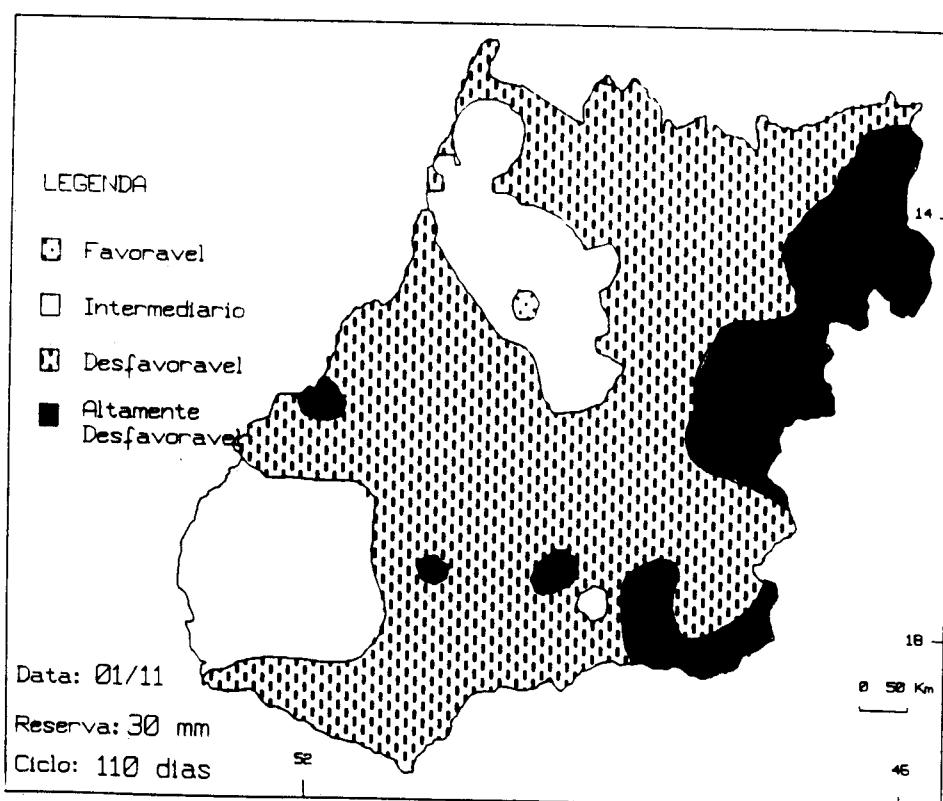 LEGENDA
Favoravel
Intermediario
Desfavoravel
Altamente
Desfavoravel
14
18
0 50 Km
Data: 01/11
Reserva: 30 mm
Ciclo: 110 dias
52
46